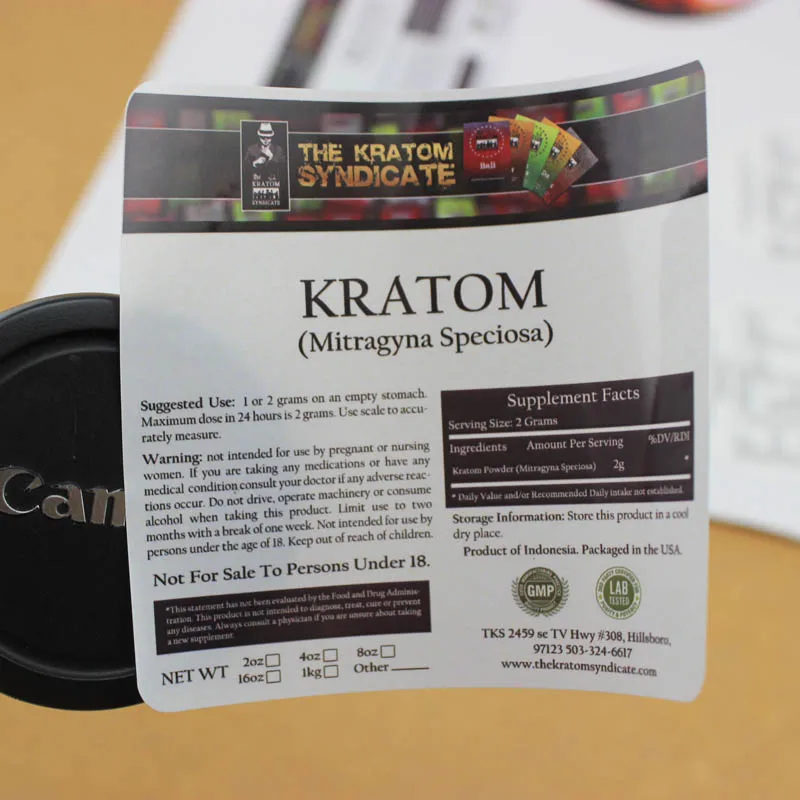 THE KRATOM
SYNDICATE
The
KRATOM
SYNDICATE
Bali
KRATOM
(Mitragyna Speciosa)
Suggested Use: 1 or 2 grams on an empty stomach.
Maximum dose in 24 hours is 2 grams. Use scale to accu-
rately measure.
Warning: not intended for use by pregnant or nursing
women. If you are taking any medications or have any
medical condition consult your doctor if any adverse reac-
tions occur. Do not drive, operate machinery or consume
alcohol when taking this product. Limit use to two
months with a break of one week. Not intended for use by
persons under the age of 18. Keep out of reach of children.
Not For Sale To Persons Under 18.
*This statement has not been evaluated by the Food and Drug Adminis-
tration. This product is not intended to diagnose, treat, cure or prevent
any diseases. Always consult a physician if you are unsure about taking
a new supplement.
NET WT 2oz 4oz 8oz
16oz 1kg Other
Supplement Facts
Serving Size: 2 Grams
Ingredients Amount Per Serving %DV/RDI
Kratom Powder (Mitragyna Speciosa) 2g *
* Daily Value and/or Recommended Daily intake not established.
Storage Information: Store this product in a cool
dry place.
Product of Indonesia. Packaged in the USA.
GMP
LAB
TESTED
TKS 2459 se TV Hwy #308, Hillsboro,
97123 503-324-6617
www.thekratomsyndicate.com